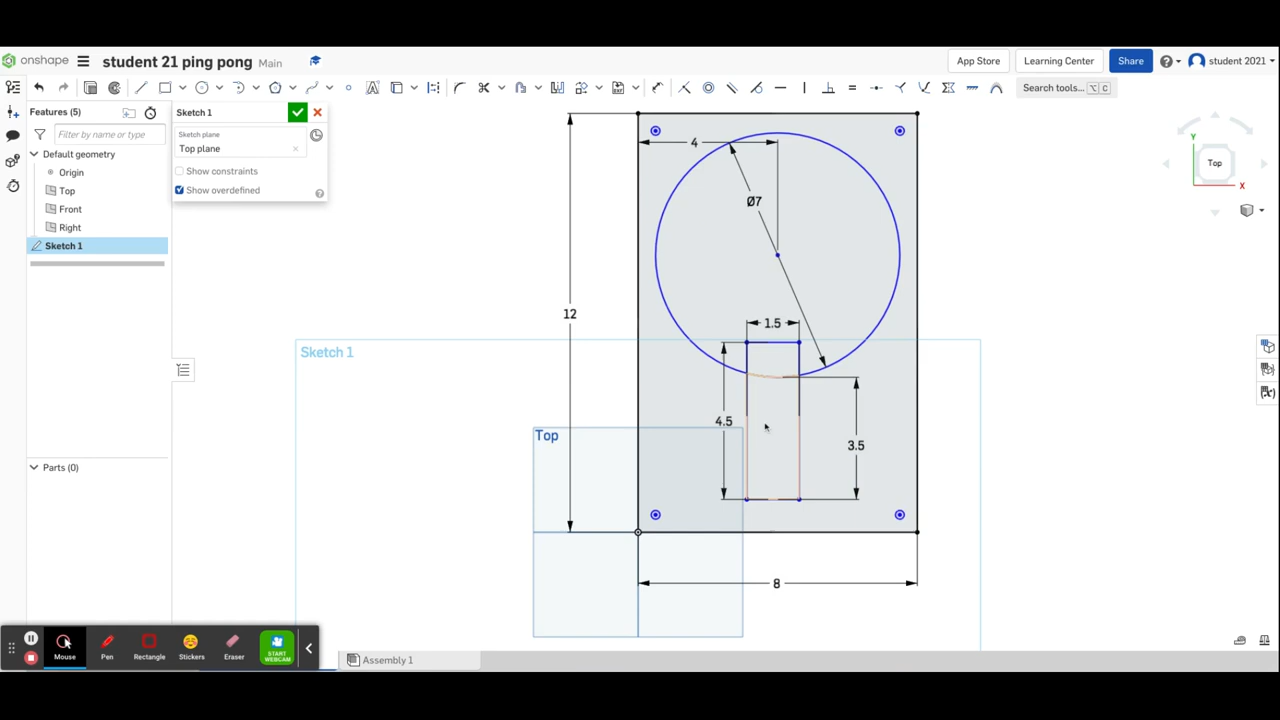 onshape student 21 ping pong Main App Store Learning Center Share student 2021
Search tools... ⌥ C
Features (5)
Filter by name or type
Default geometry
Origin
Top
Front
Right
Sketch 1
Parts (0)
Sketch 1
Sketch plane
Top plane
Show constraints
Show overdefined
4
Ø7
12
1.5
4.5
3.5
8
Sketch 1
Top
Y
Top
X
Mouse
Pen
Rectangle
Stickers
Eraser
START
WEBCAM
Assembly 1